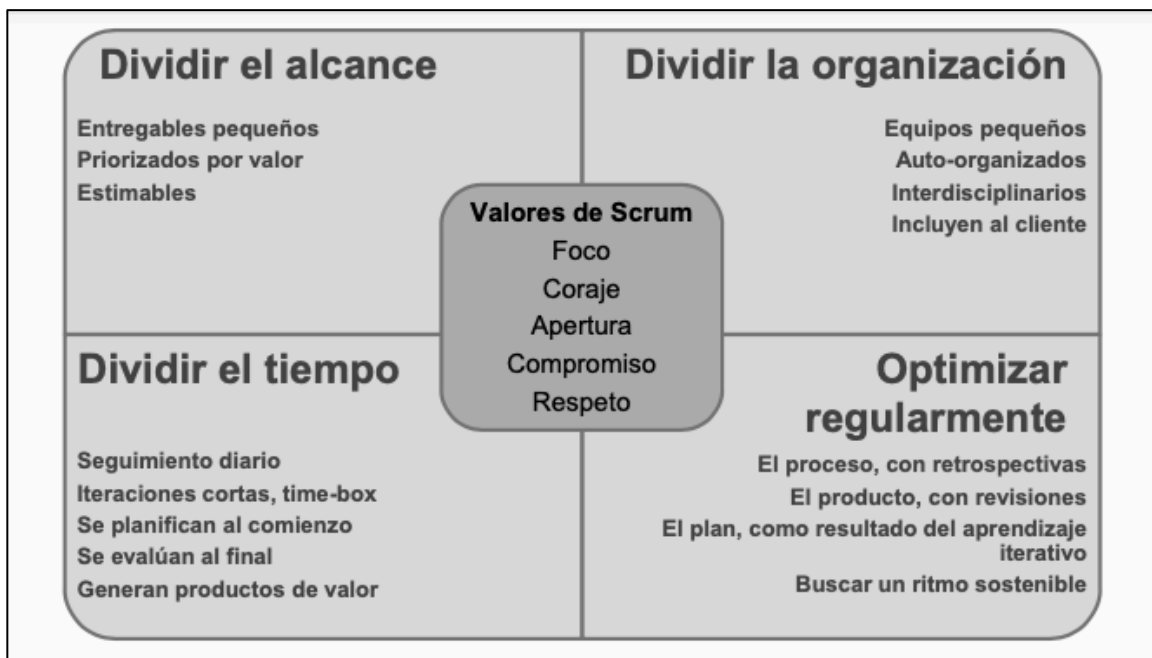 Dividir el alcance
Entregables pequeños
Priorizados por valor
Estimables
Dividir la organización
Equipos pequeños
Auto-organizados
Interdisciplinarios
Incluyen al cliente
Valores de Scrum
Foco
Coraje
Apertura
Compromiso
Respeto
Dividir el tiempo
Seguimiento diario
Iteraciones cortas, time-box
Se planifican al comienzo
Se evalúan al final
Generan productos de valor
Optimizar
regularmente
El proceso, con retrospectivas
El producto, con revisiones
El plan, como resultado del aprendizaje
iterativo
Buscar un ritmo sostenible